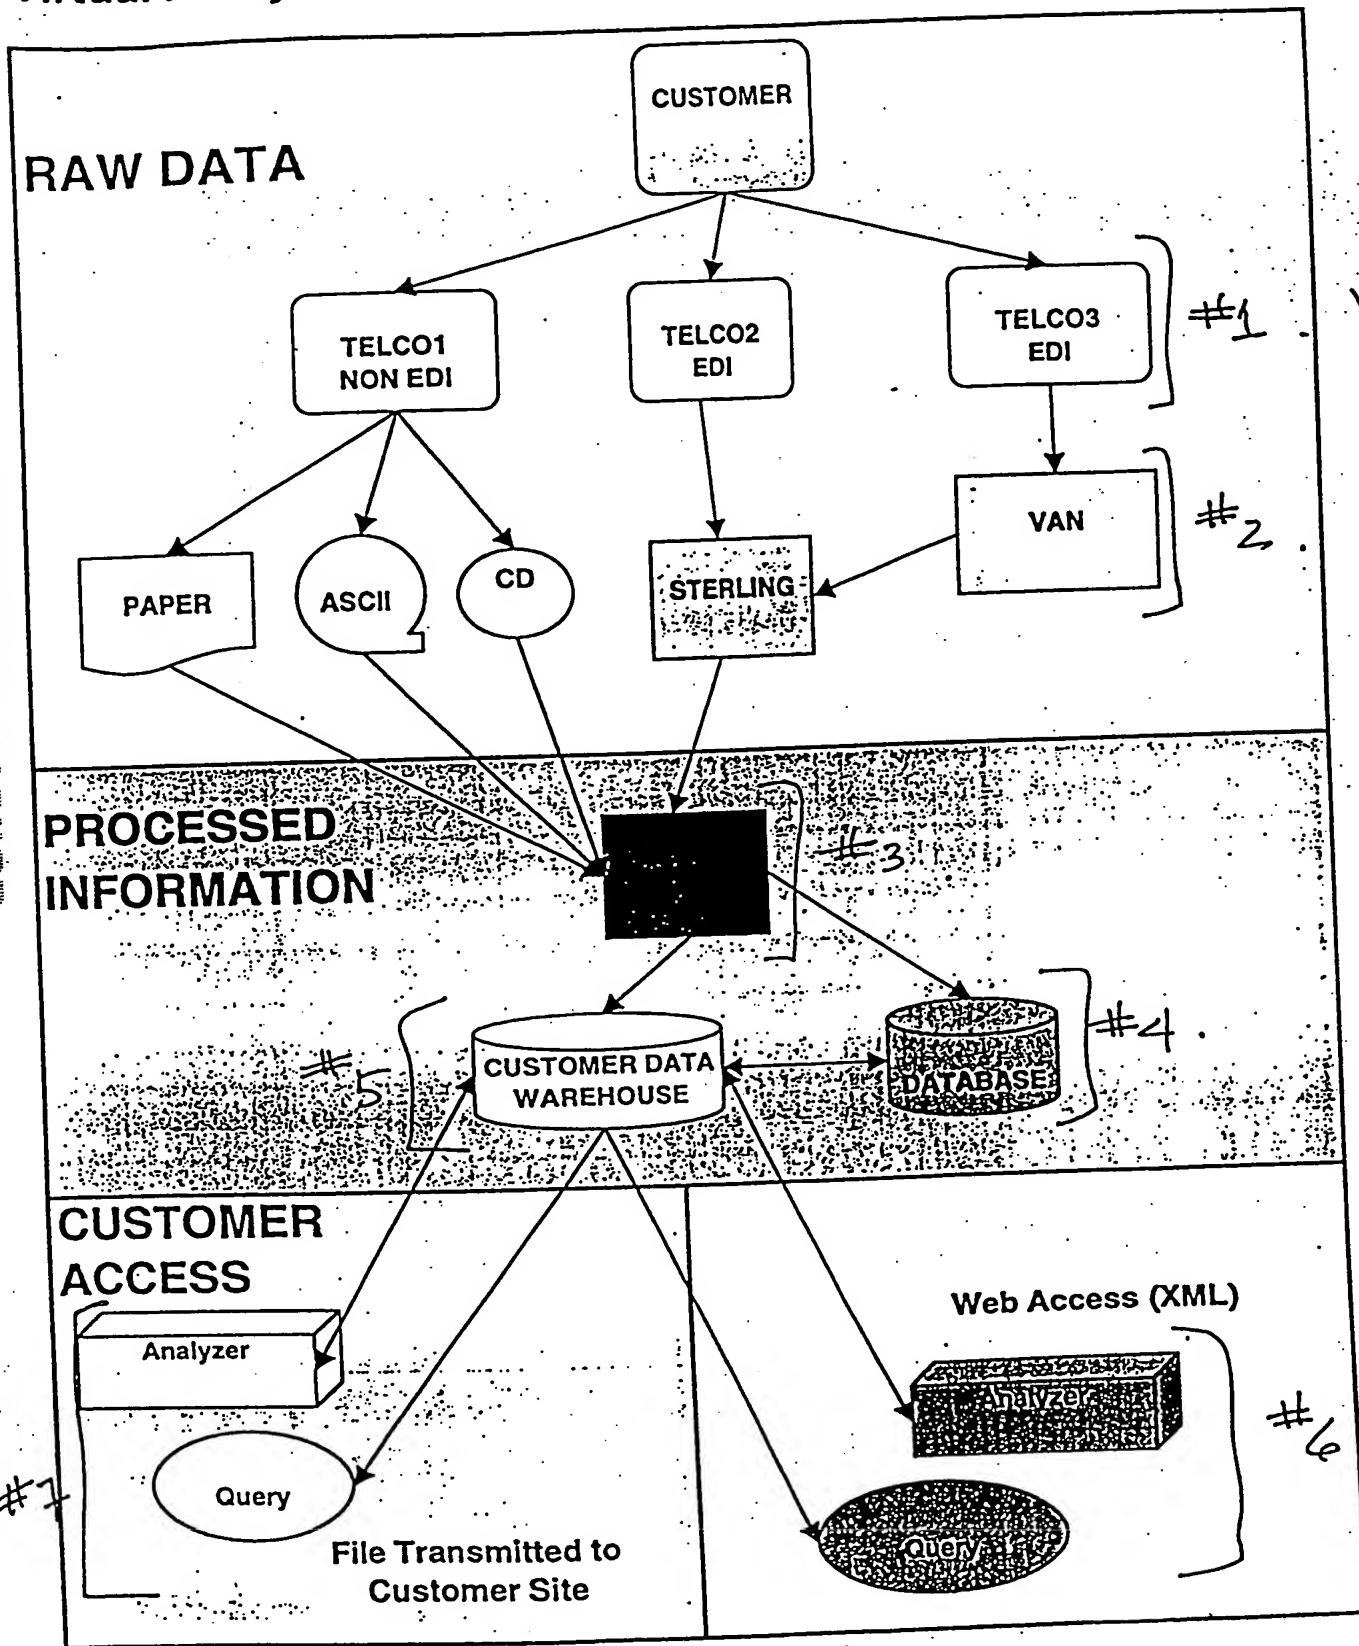 CUSTOMER
RAW DATA
TELCO1
NON EDI
TELCO2
EDI
TELCO3
EDI
#1
PAPER
ASCII
CD
STERLING
VAN
#2
PROCESSED
INFORMATION
#3
#5
CUSTOMER DATA
WAREHOUSE
DATABASE
#4
CUSTOMER
ACCESS
Web Access (XML)
Analyzer
Analyzer
#6
#7
Query
Query
File Transmitted to
Customer Site